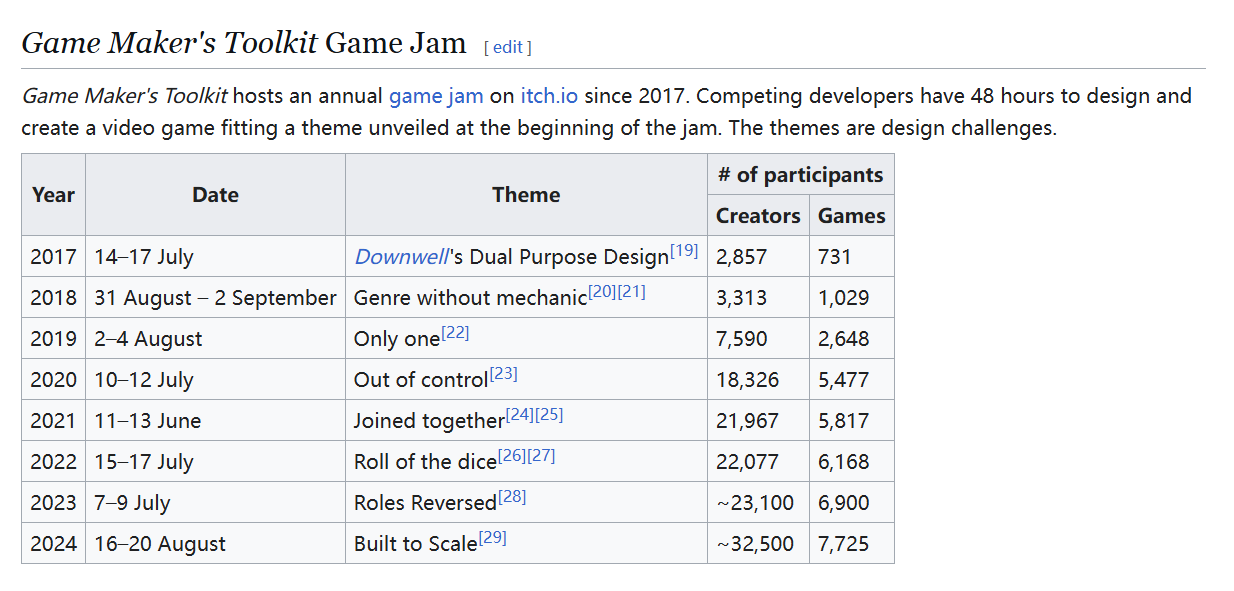 Game Maker's Toolkit Game Jam [ edit ]
Game Maker's Toolkit hosts an annual game jam on itch.io since 2017. Competing developers have 48 hours to design and
create a video game fitting a theme unveiled at the beginning of the jam. The themes are design challenges.
Year Date Theme # of participants
Creators Games
2017 14–17 July Downwell's Dual Purpose Design[19] 2,857 731
2018 31 August – 2 September Genre without mechanic[20][21] 3,313 1,029
2019 2–4 August Only one[22] 7,590 2,648
2020 10–12 July Out of control[23] 18,326 5,477
2021 11–13 June Joined together[24][25] 21,967 5,817
2022 15–17 July Roll of the dice[26][27] 22,077 6,168
2023 7–9 July Roles Reversed[28] ~23,100 6,900
2024 16–20 August Built to Scale[29] ~32,500 7,725